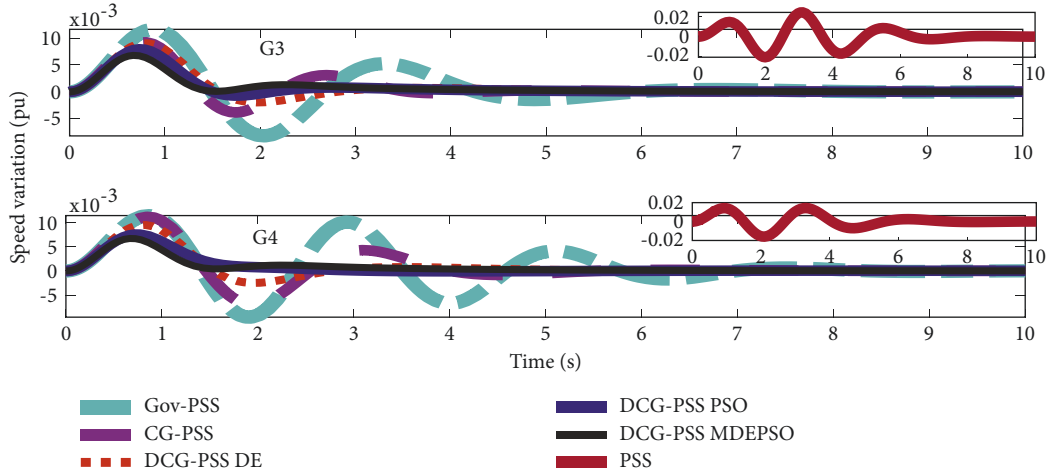 x10-3
10
5
0
-5
G3
0.02
0
-0.02
0 2 4 6 8 10
0 1 2 3 4 5 6 7 8 9 10
Speed variation (pu)
x10-3
10
5
0
-5
G4
0.02
0
-0.02
0 2 4 6 8 10
0 1 2 3 4 5 6 7 8 9 10
Time (s)
Gov-PSS
CG-PSS
DCG-PSS DE
DCG-PSS PSO
DCG-PSS MDEPSO
PSS